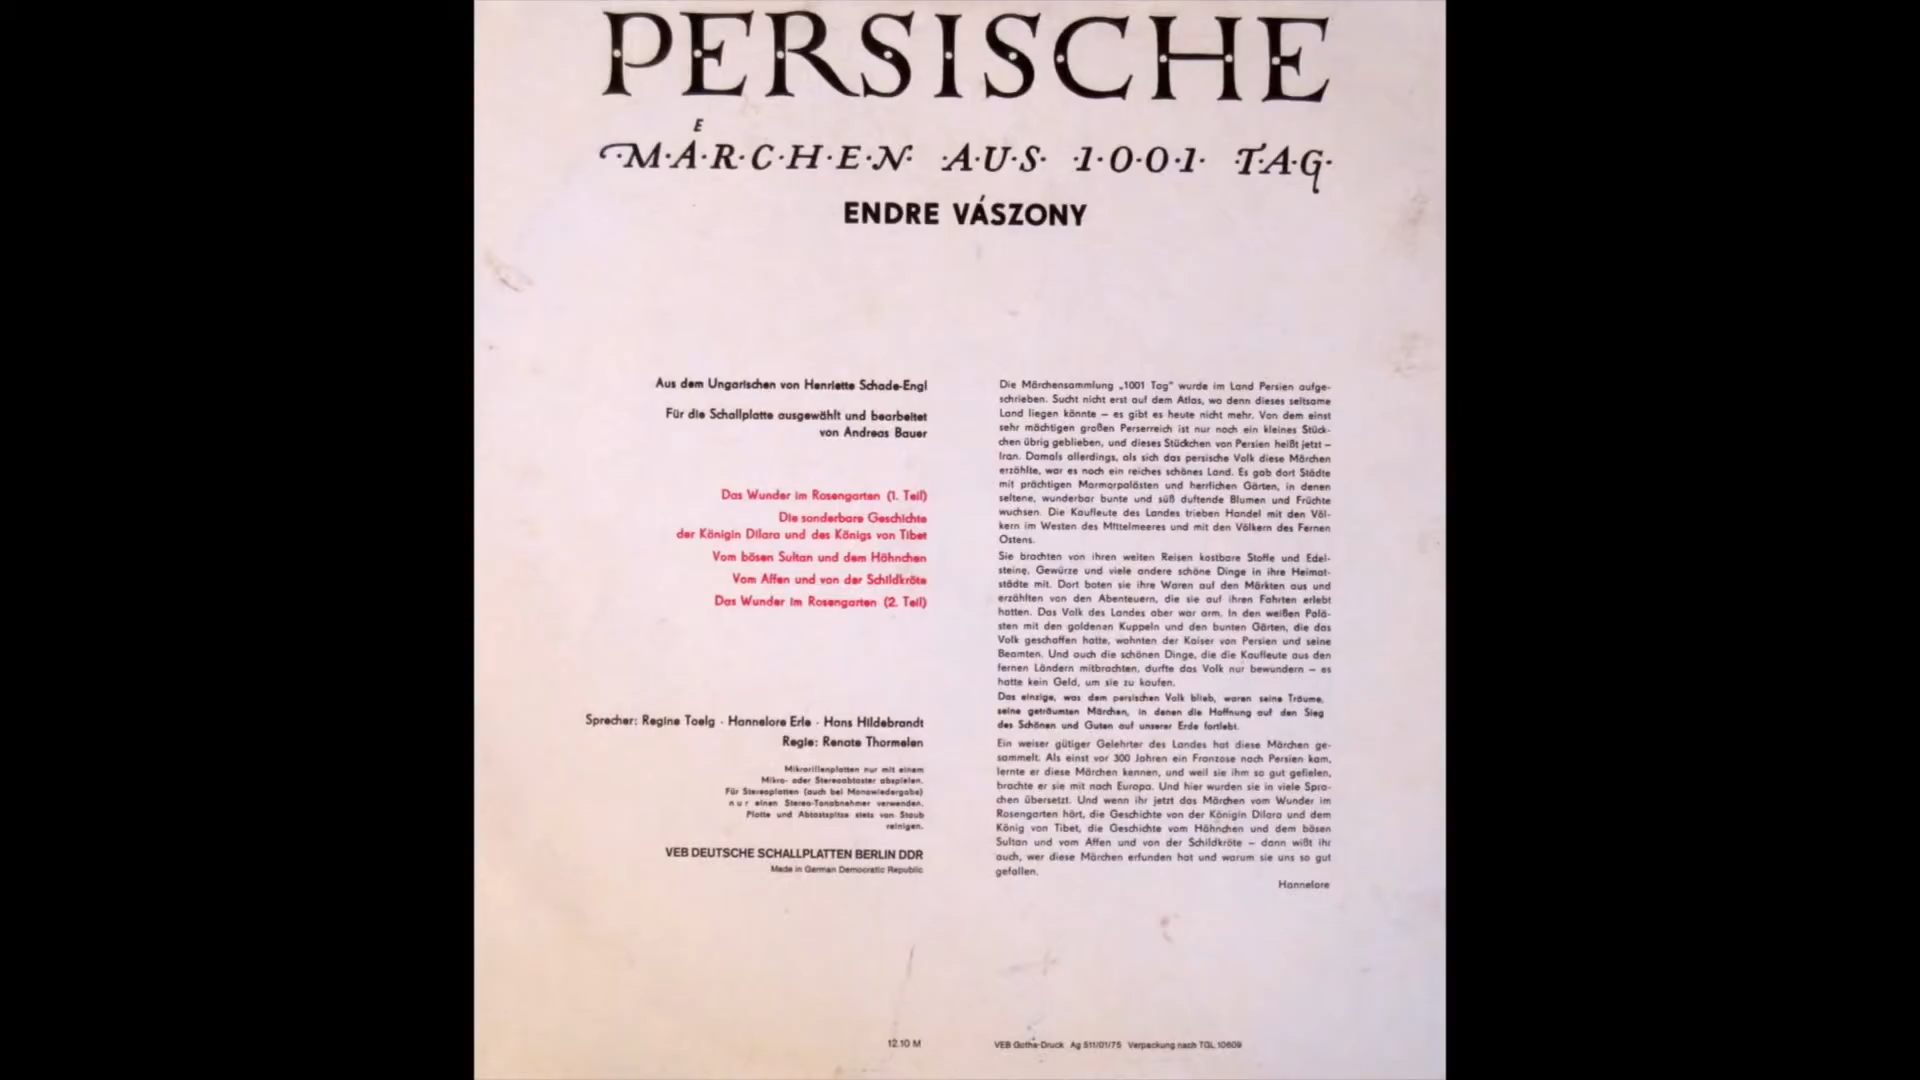 PERSISCHE
MÄRCHEN AUS 1001 TAG
ENDRE VÁSZONY
Aus dem Ungarischen von Henriette Schade-Engl
Für die Schallplatte ausgewählt und bearbeitet
von Andreas Bauer
Das Wunder im Rosengarten (1. Teil)
Die sonderbare Geschichte
der Königin Dilara und des Königs von Tibet
Vom bösen Sultan und dem Hähnchen
Vom Affen und von der Schildkröte
Das Wunder im Rosengarten (2. Teil)
Sprecher: Regine Toelg · Hannelore Erle · Hans Hildebrandt
Regie: Renate Thormelen
Mikrorillenplatten nur mit einem
Mikro- oder Stereoabtaster abspielen.
Für Stereoplatten (auch bei Monowiedergabe)
nur einen Stereo-Tonabnehmer verwenden.
Platte und Abtastspitze stets von Staub
reinigen.
VEB DEUTSCHE SCHALLPLATTEN BERLIN DDR
Made in German Democratic Republic
12.10 M
Die Märchensammlung „1001 Tag" wurde im Land Persien aufge-
schrieben. Sucht nicht erst auf dem Atlas, wo denn dieses seltsame
Land liegen könnte – es gibt es heute nicht mehr. Von dem einst
sehr mächtigen großen Perserreich ist nur noch ein kleines Stück-
chen übrig geblieben, und dieses Stückchen von Persien heißt jetzt –
Iran. Damals allerdings, als sich das persische Volk diese Märchen
erzählte, war es noch ein reiches schönes Land. Es gab dort Städte
mit prächtigen Marmorpalästen und herrlichen Gärten, in denen
seltene, wunderbar bunte und süß duftende Blumen und Früchte
wuchsen. Die Kaufleute des Landes trieben Handel mit den Völ-
kern im Westen des Mittelmeeres und mit den Völkern des Fernen
Ostens.
Sie brachten von ihren weiten Reisen kostbare Stoffe und Edel-
steine, Gewürze und viele andere schöne Dinge in ihre Heimat-
städte mit. Dort boten sie ihre Waren auf den Märkten aus und
erzählten von den Abenteuern, die sie auf ihren Fahrten erlebt
hatten. Das Volk des Landes aber war arm. In den weißen Palä-
sten mit den goldenen Kuppeln und den bunten Gärten, die das
Volk geschaffen hatte, wohnten der Kaiser von Persien und seine
Beamten. Und auch die schönen Dinge, die die Kaufleute aus den
fernen Ländern mitbrachten, durfte das Volk nur bewundern – es
hatte kein Geld, um sie zu kaufen.
Das einzige, was dem persischen Volk blieb, waren seine Träume,
seine geträumten Märchen, in denen die Hoffnung auf den Sieg
des Schönen und Guten auf unserer Erde fortlebt.
Ein weiser gütiger Gelehrter des Landes hat diese Märchen ge-
sammelt. Als einst vor 300 Jahren ein Franzose nach Persien kam,
lernte er diese Märchen kennen, und weil sie ihm so gut gefielen,
brachte er sie mit nach Europa. Und hier wurden sie in viele Spra-
chen übersetzt. Und wenn ihr jetzt das Märchen vom Wunder im
Rosengarten hört, die Geschichte von der Königin Dilara und dem
König von Tibet, die Geschichte vom Hähnchen und dem bösen
Sultan und vom Affen und von der Schildkröte – dann wißt ihr
auch, wer diese Märchen erfunden hat und warum sie uns so gut
gefallen.
Hannelore
VEB Gotha-Druck Ag 511/01/75 Verpackung nach TGL 10609